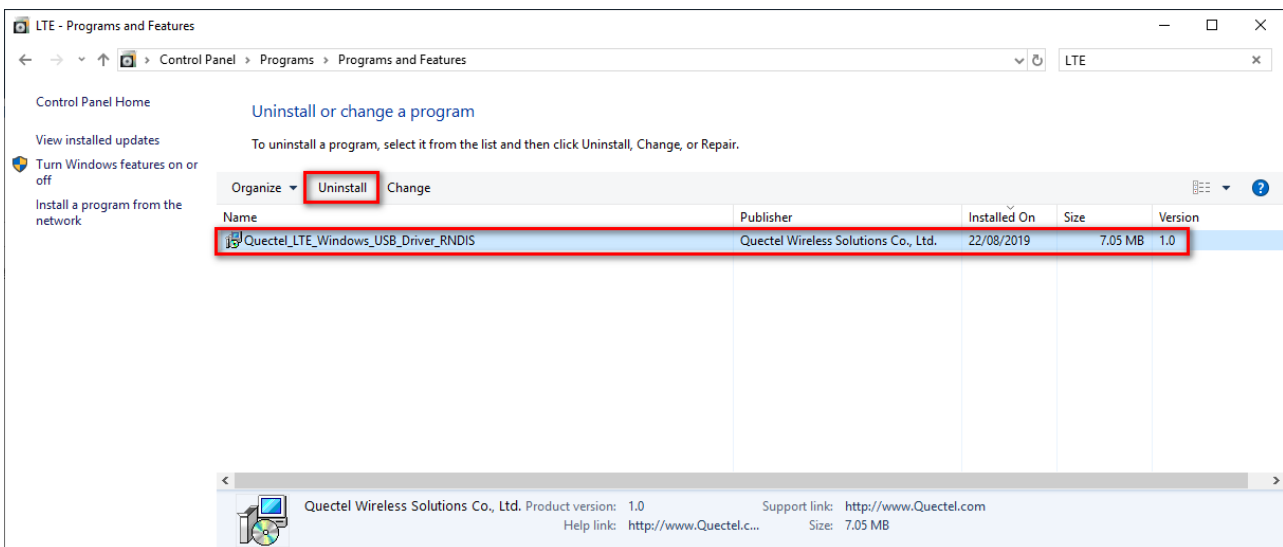 LTE - Programs and Features
Control Panel > Programs > Programs and Features
LTE
Control Panel Home
View installed updates
Turn Windows features on or
off
Install a program from the
network
Uninstall or change a program
To uninstall a program, select it from the list and then click Uninstall, Change, or Repair.
Organize Uninstall Change
Name Publisher Installed On Size Version
Quectel_LTE_Windows_USB_Driver_RNDIS Quectel Wireless Solutions Co., Ltd. 22/08/2019 7.05 MB 1.0
Quectel Wireless Solutions Co., Ltd. Product version: 1.0 Support link: http://www.Quectel.com
Help link: http://www.Quectel.c... Size: 7.05 MB